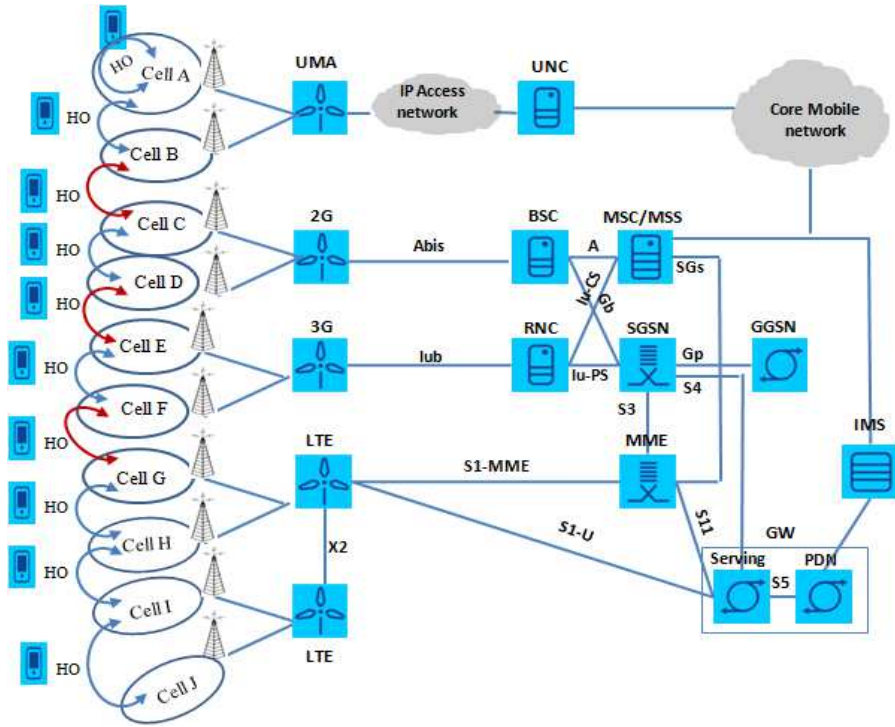 HO
Cell A
UMA
IP Access
network
UNC
Core Mobile
network
HO
Cell B
HO
Cell C
2G
Abis
BSC
A
MSC/MSS
SGs
HO
Cell D
Iu-CS
Gb
HO
Cell E
3G
Iub
RNC
Iu-PS
SGSN
Gp
GGSN
S4
HO
Cell F
S3
HO
Cell G
LTE
S1-MME
MME
IMS
HO
Cell H
X2
S1-U
S11
GW
HO
Cell I
Serving
S5
PDN
LTE
HO
Cell J